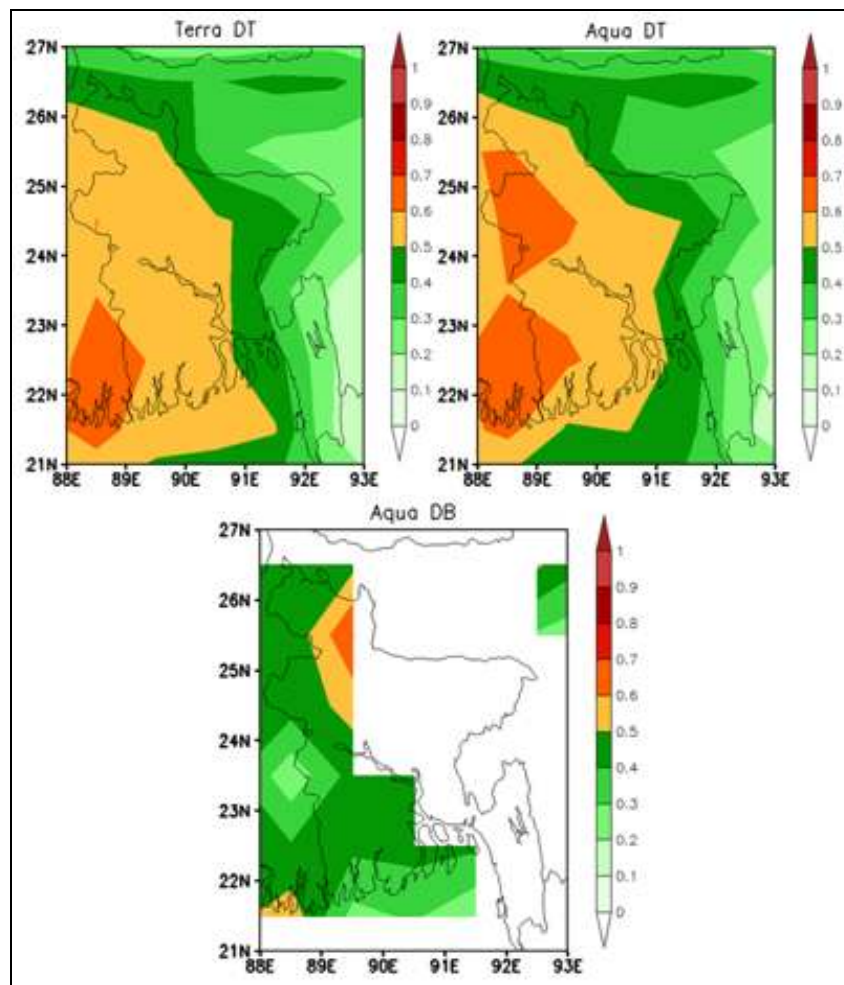 Terra DT
27N
26N
25N
24N
23N
22N
21N
88E 89E 90E 91E 92E 93E
1
0.9
0.8
0.7
0.6
0.5
0.4
0.3
0.2
0.1
0
Aqua DT
27N
26N
25N
24N
23N
22N
21N
88E 89E 90E 91E 92E 93E
1
0.9
0.8
0.7
0.6
0.5
0.4
0.3
0.2
0.1
0
Aqua DB
27N
26N
25N
24N
23N
22N
21N
88E 89E 90E 91E 92E 93E
1
0.9
0.8
0.7
0.6
0.5
0.4
0.3
0.2
0.1
0